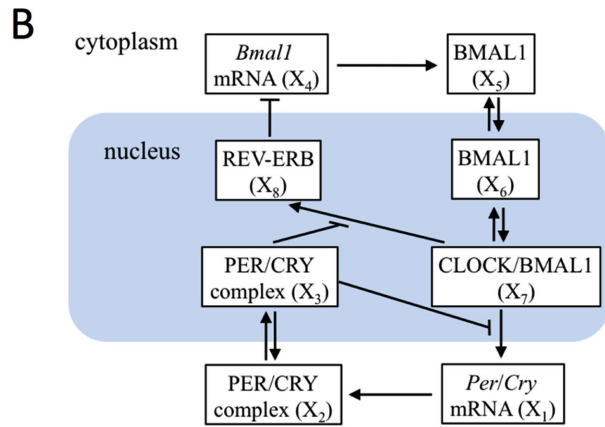 B
cytoplasm
Bmal1
mRNA (X₄)
BMAL1
(X₅)
nucleus
REV-ERB
(X₈)
BMAL1
(X₆)
PER/CRY
complex (X₃)
CLOCK/BMAL1
(X₇)
PER/CRY
complex (X₂)
Per/Cry
mRNA (X₁)